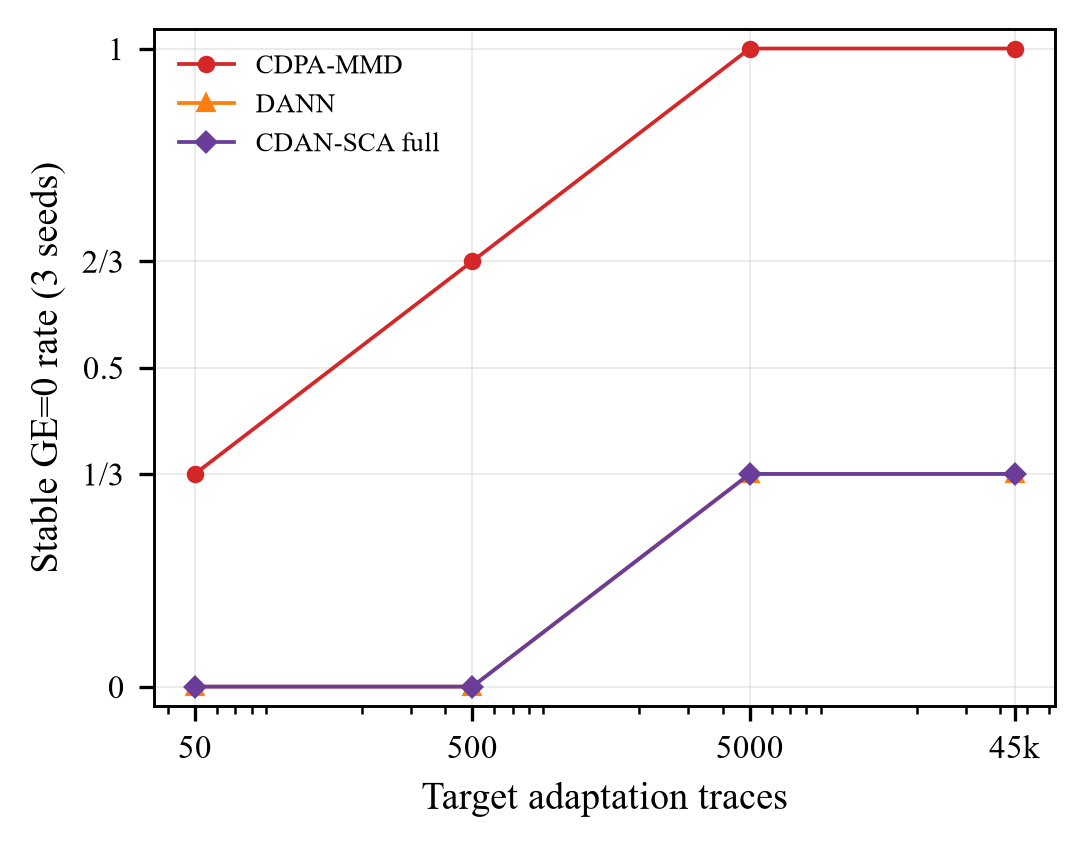 1
2/3
0.5
1/3
0
Stable GE=0 rate (3 seeds)
CDPA-MMD
DANN
CDAN-SCA full
50 500 5000 45k
Target adaptation traces